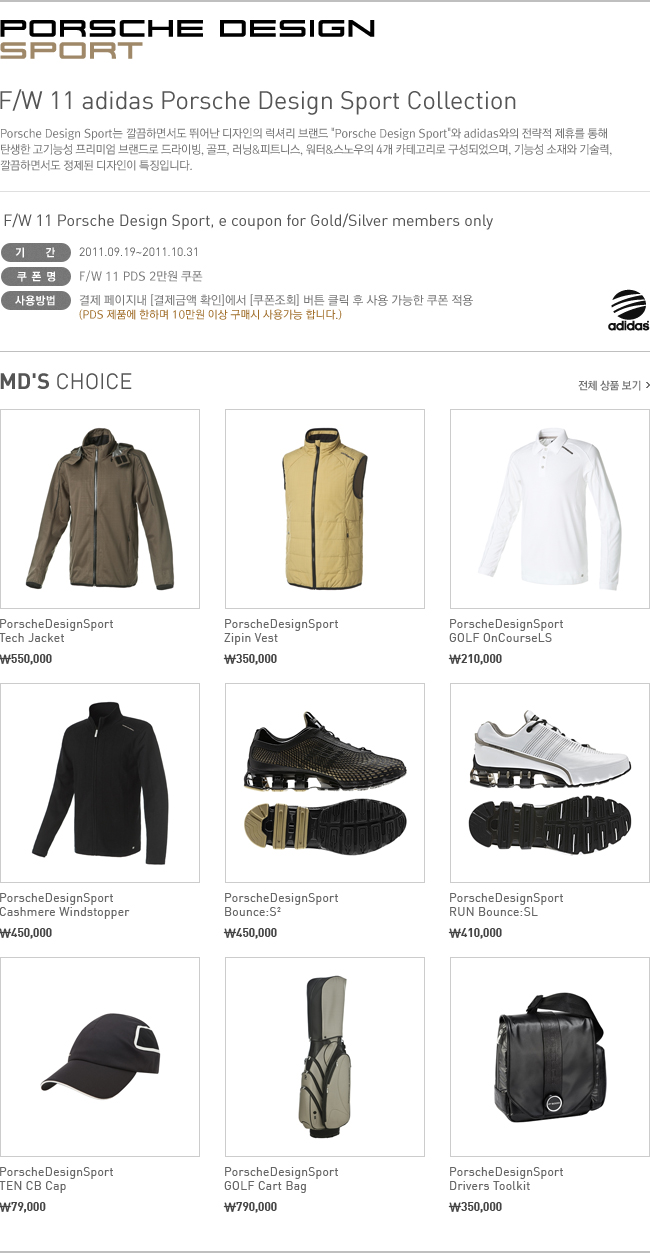 PORSCHE DESIGN
SPORT
F/W 11 adidas Porsche Design Sport Collection
Porsche Design Sport는 깔끔하면서도 뛰어난 디자인의 럭셔리 브랜드 "Porsche Design Sport"와 adidas와의 전략적 제휴를 통해
탄생한 고기능성 프리미엄 브랜드로 드라이빙, 골프, 러닝&피트니스, 워터&스노우의 4개 카테고리로 구성되었으며, 기능성 소재와 기술력,
깔끔하면서도 정제된 디자인이 특징입니다.
F/W 11 Porsche Design Sport, e coupon for Gold/Silver members only
기 간 2011.09.19~2011.10.31
쿠 폰 명 F/W 11 PDS 2만원 쿠폰
사용방법 결제 페이지내 [결제금액 확인]에서 [쿠폰조회] 버튼 클릭 후 사용 가능한 쿠폰 적용
(PDS 제품에 한하며 10만원 이상 구매시 사용가능 합니다.)
adidas
MD'S CHOICE
전체 상품 보기 >
PorscheDesignSport
Tech Jacket
₩550,000
PorscheDesignSport
Zipin Vest
₩350,000
PorscheDesignSport
GOLF OnCourseLS
₩210,000
PorscheDesignSport
Cashmere Windstopper
₩450,000
PorscheDesignSport
Bounce:S²
₩450,000
PorscheDesignSport
RUN Bounce:SL
₩410,000
PorscheDesignSport
TEN CB Cap
₩79,000
PorscheDesignSport
GOLF Cart Bag
₩790,000
PorscheDesignSport
Drivers Toolkit
₩350,000